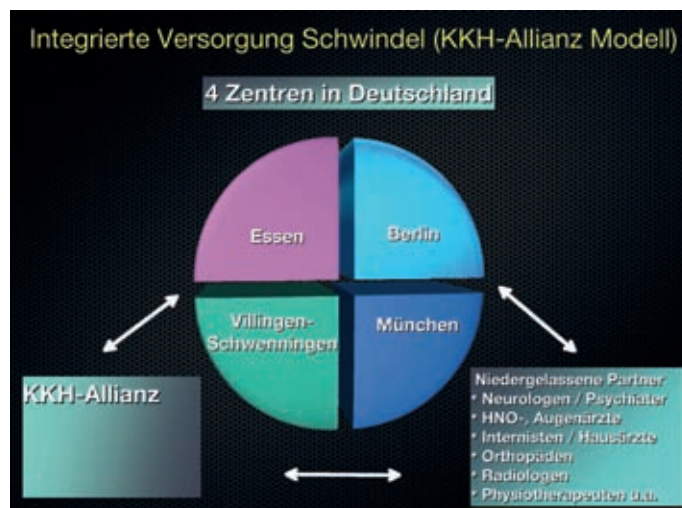 Integrierte Versorgung Schwindel (KKH-Allianz Modell)
4 Zentren in Deutschland
Essen
Berlin
Villingen-
Schwenningen
München
KKH-Allianz
Niedergelassene Partner
• Neurologen / Psychiater
• HNO-, Augenärzte
• Internisten / Hausärzte
• Orthopäden
• Radiologen
• Physiotherapeuten u.a.